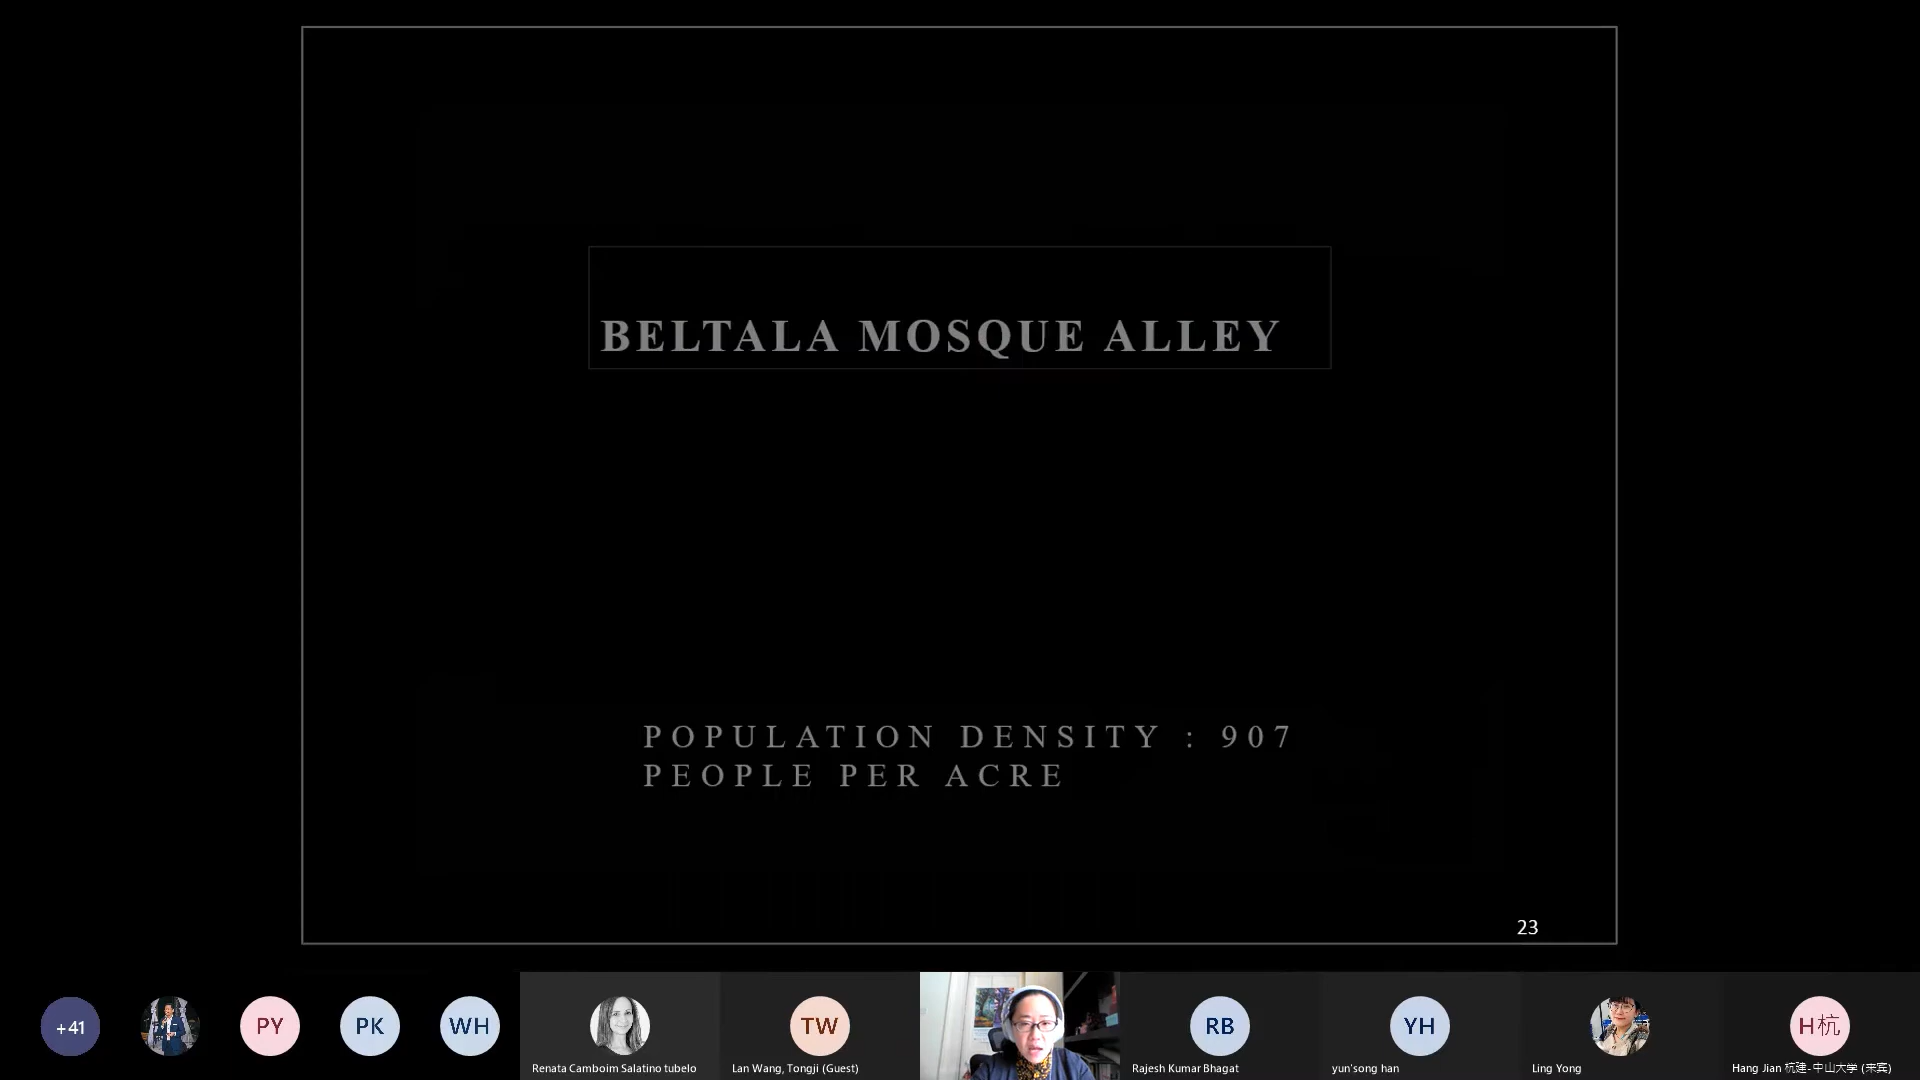 BELTALA MOSQUE ALLEY
POPULATION DENSITY : 907
PEOPLE PER ACRE
23
+41
PY
PK
WH
TW
RB
YH
H杭
Renata Camboim Salatino tubelo
Lan Wang, Tongji (Guest)
Rajesh Kumar Bhagat
yun'song han
Ling Yong
Hang Jian 杭建-中山大学 (来宾)